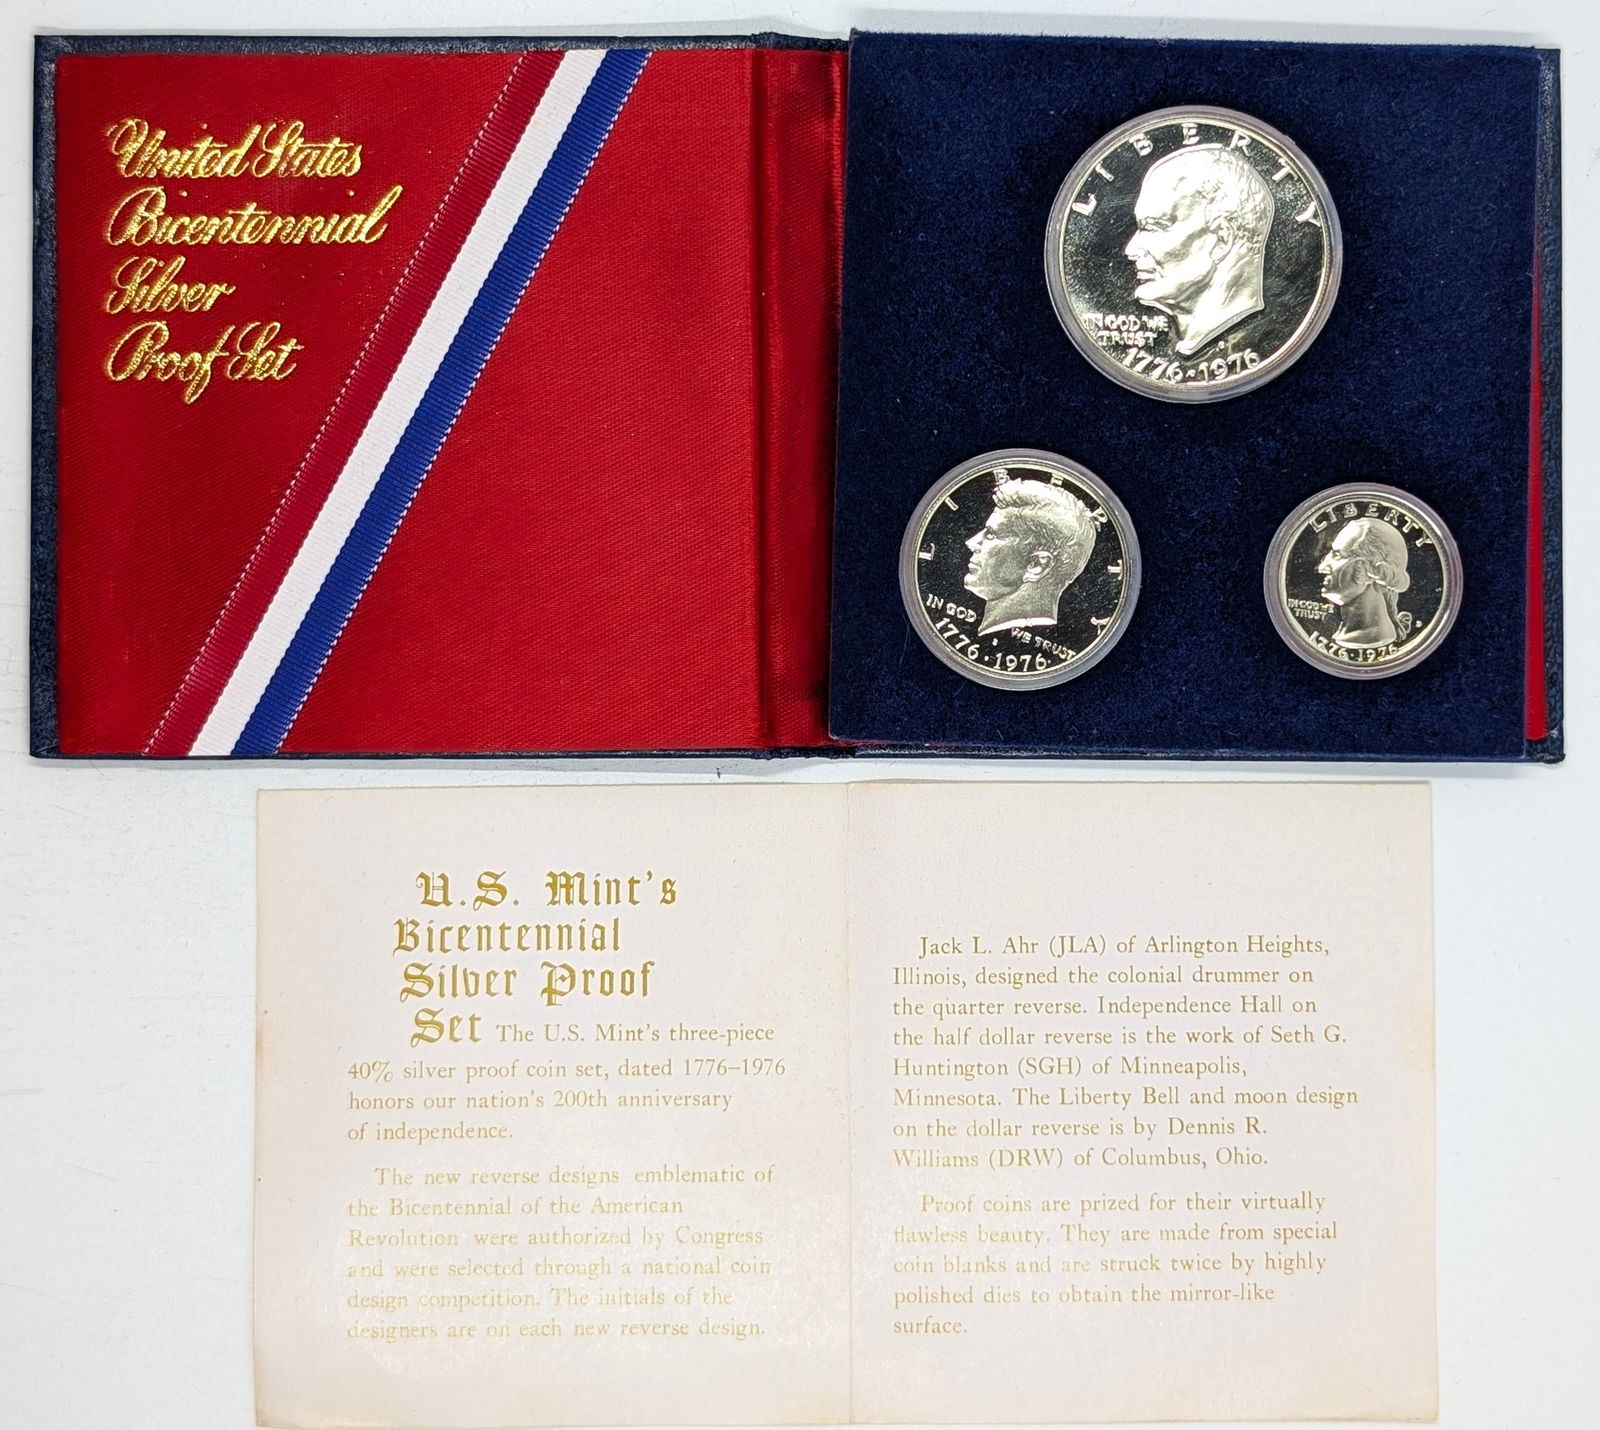 United States
Bicentennial
Silver
Proof Set
LIBERTY
IN GOD WE
TRUST
1776·1976
LIBERTY
IN GOD WE TRUST
1776·1976
LIBERTY
IN GOD WE
TRUST
1776·1976
U.S. Mint's
Bicentennial
Silver Proof
Set The U.S. Mint's three-piece
40% silver proof coin set, dated 1776–1976
honors our nation's 200th anniversary
of independence.
The new reverse designs emblematic of
the Bicentennial of the American
Revolution were authorized by Congress
and were selected through a national coin
design competition. The initials of the
designers are on each new reverse design.
Jack L. Ahr (JLA) of Arlington Heights,
Illinois, designed the colonial drummer on
the quarter reverse. Independence Hall on
the half dollar reverse is the work of Seth G.
Huntington (SGH) of Minneapolis,
Minnesota. The Liberty Bell and moon design
on the dollar reverse is by Dennis R.
Williams (DRW) of Columbus, Ohio.
Proof coins are prized for their virtually
flawless beauty. They are made from special
coin blanks and are struck twice by highly
polished dies to obtain the mirror-like
surface.